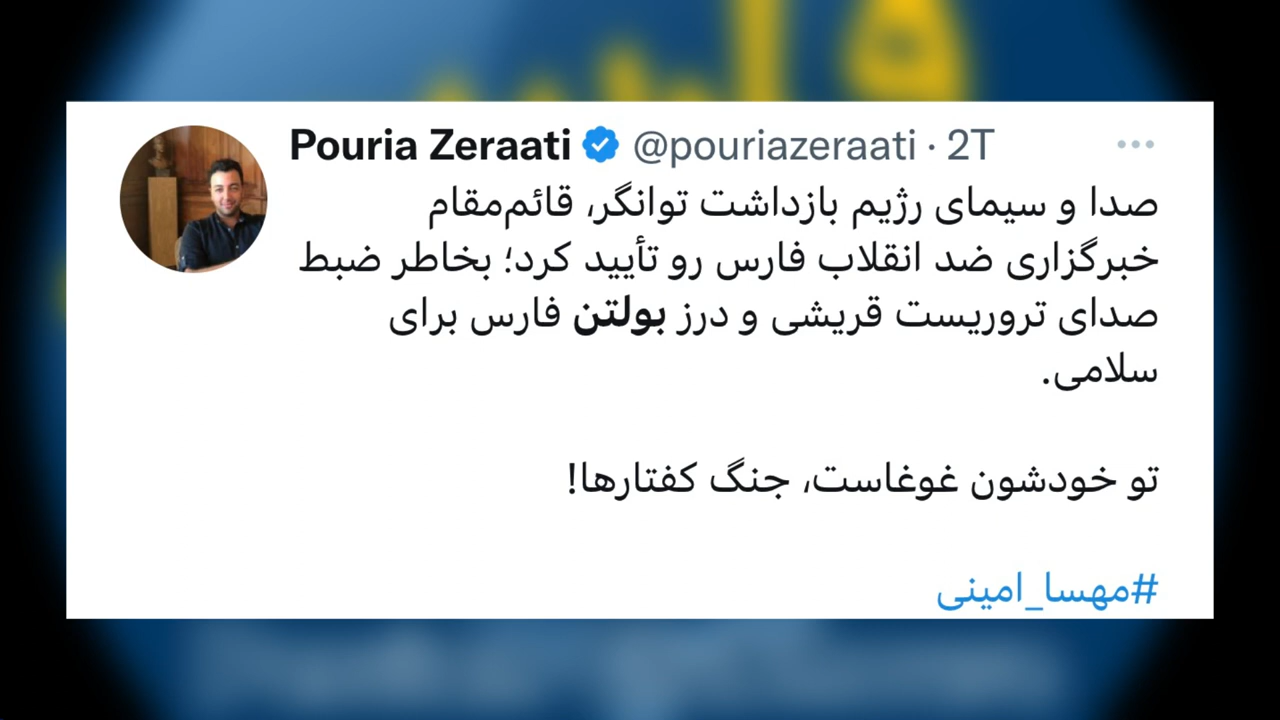 Pouria Zeraati @pouriazeraati · 2T
صدا و سیمای رژیم بازداشت توانگر، قائم‌مقام
خبرگزاری ضد انقلاب فارس رو تأیید کرد؛ بخاطر ضبط
صدای تروریست قریشی و درز بولتن فارس برای
سلامی.
تو خودشون غوغاست، جنگ کفتارها!
#مهسا_امینی